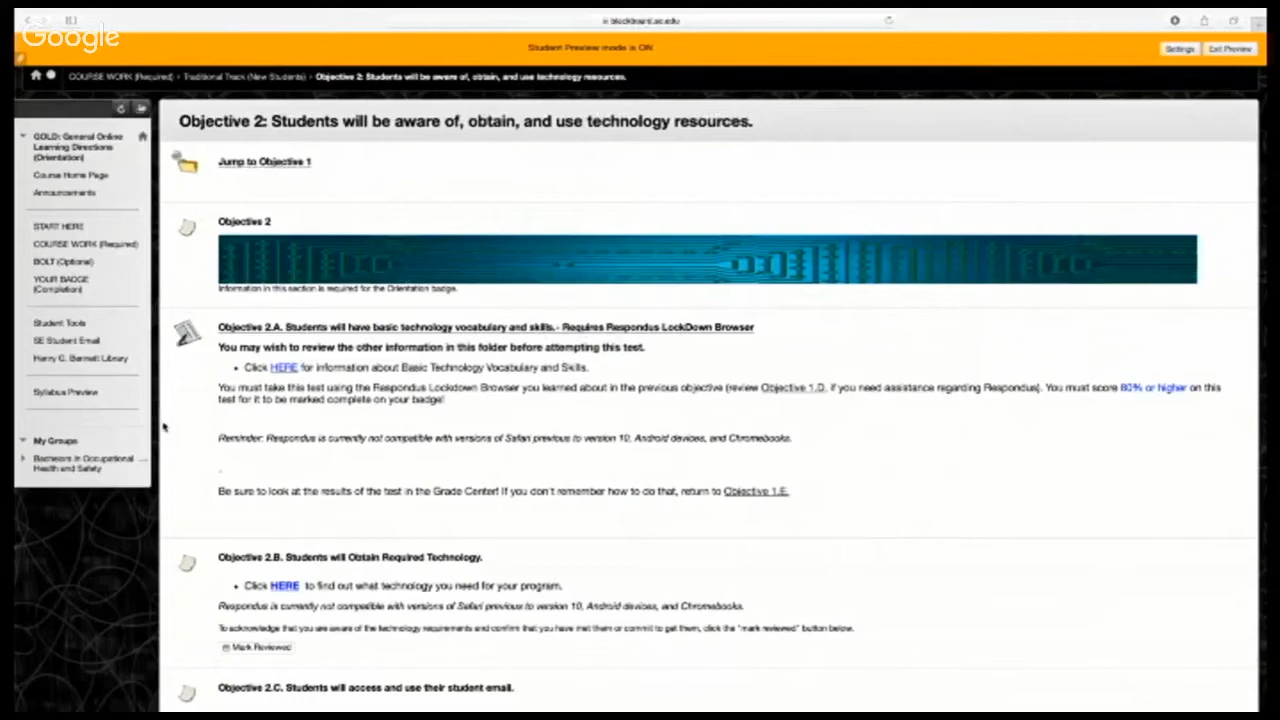 Google
blackboard.se.edu
Student Preview mode is ON
Settings
Exit Preview
COURSE WORK (Required) › Traditional Track (New Students) › Objective 2: Students will be aware of, obtain, and use technology resources.
GOLD: General Online
Learning Directions
(Orientation)
Course Home Page
Announcements
START HERE
COURSE WORK (Required)
BOLT (Optional)
YOUR BADGE
(Completion)
Student Tools
SE Student Email
Harry G. Bennett Library
Syllabus Preview
My Groups
Bachelors in Occupational
Health and Safety
Objective 2: Students will be aware of, obtain, and use technology resources.
Jump to Objective 1
Objective 2
Information in this section is required for the Orientation badge.
Objective 2.A. Students will have basic technology vocabulary and skills.- Requires Respondus LockDown Browser
You may wish to review the other information in this folder before attempting this test.
• Click HERE for information about Basic Technology Vocabulary and Skills.
You must take this test using the Respondus Lockdown Browser you learned about in the previous objective (review Objective 1.D. if you need assistance regarding Respondus). You must score 80% or higher on this
test for it to be marked complete on your badge!
Reminder: Respondus is currently not compatible with versions of Safari previous to version 10, Android devices, and Chromebooks.
.
Be sure to look at the results of the test in the Grade Center! If you don't remember how to do that, return to Objective 1.E.
Objective 2.B. Students will Obtain Required Technology.
• Click HERE to find out what technology you need for your program.
Respondus is currently not compatible with versions of Safari previous to version 10, Android devices, and Chromebooks.
To acknowledge that you are aware of the technology requirements and confirm that you have met them or commit to get them, click the "mark reviewed" button below.
Mark Reviewed
Objective 2.C. Students will access and use their student email.